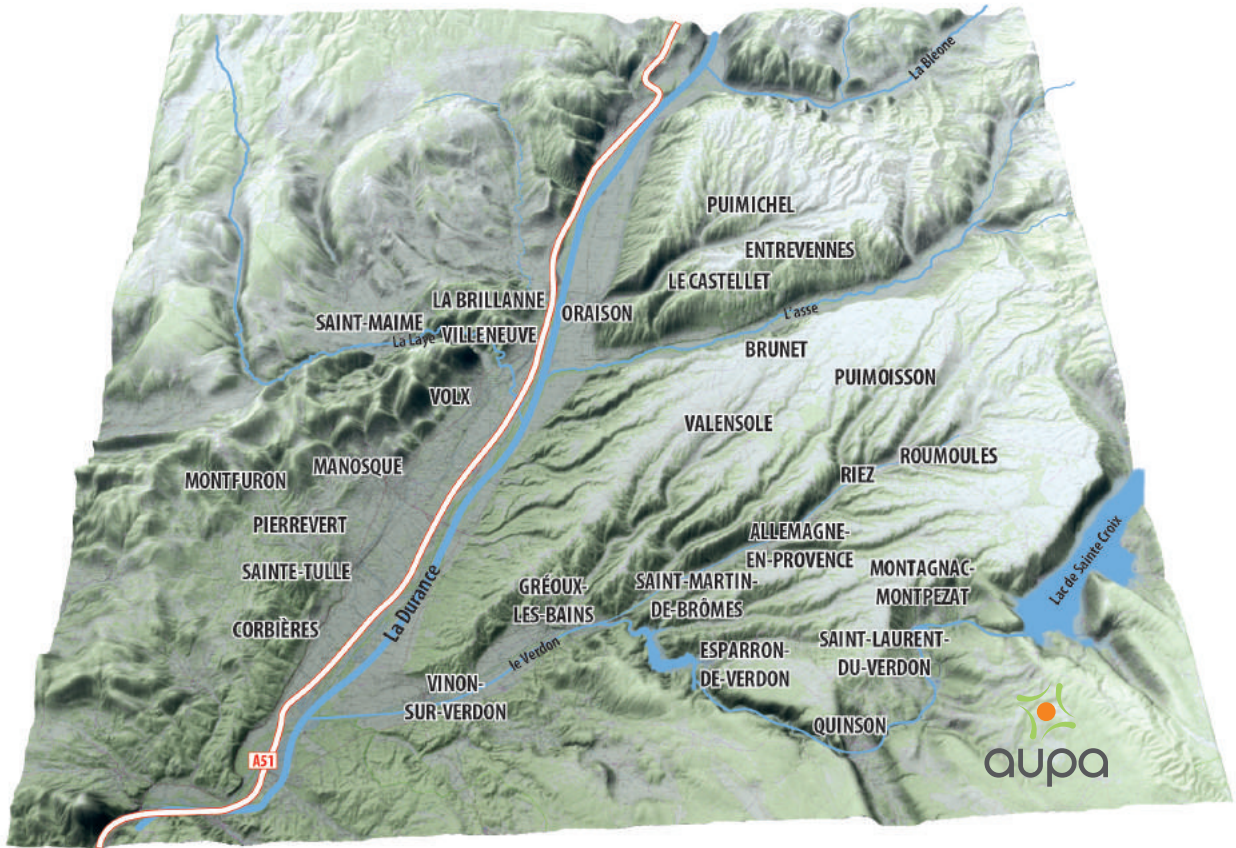 La Bléone
PUIMICHEL
ENTREVENNES
LE CASTELLET
LA BRILLANNE
ORAISON
SAINT-MAIME
La Laye
VILLENEUVE
L'asse
BRUNET
PUIMOISSON
VOLX
VALENSOLE
ROUMOULES
MANOSQUE
MONTFURON
RIEZ
PIERREVERT
ALLEMAGNE-
EN-PROVENCE
Lac de Sainte Croix
SAINTE-TULLE
MONTAGNAC-
MONTPEZAT
La Durance
GRÉOUX-
LES-BAINS
SAINT-MARTIN-
DE-BRÔMES
CORBIÈRES
le Verdon
SAINT-LAURENT-
DU-VERDON
ESPARRON-
DE-VERDON
VINON-
SUR-VERDON
QUINSON
A51
aupa